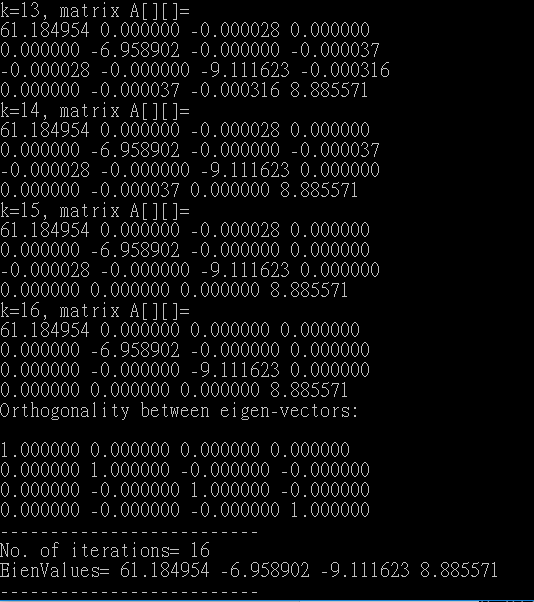 k=13, matrix A[][]=
61.184954 0.000000 -0.000028 0.000000
0.000000 -6.958902 -0.000000 -0.000037
-0.000028 -0.000000 -9.111623 -0.000316
0.000000 -0.000037 -0.000316 8.885571
k=14, matrix A[][]=
61.184954 0.000000 -0.000028 0.000000
0.000000 -6.958902 -0.000000 -0.000037
-0.000028 -0.000000 -9.111623 0.000000
0.000000 -0.000037 0.000000 8.885571
k=15, matrix A[][]=
61.184954 0.000000 -0.000028 0.000000
0.000000 -6.958902 -0.000000 0.000000
-0.000028 -0.000000 -9.111623 0.000000
0.000000 0.000000 0.000000 8.885571
k=16, matrix A[][]=
61.184954 0.000000 0.000000 0.000000
0.000000 -6.958902 -0.000000 0.000000
0.000000 -0.000000 -9.111623 0.000000
0.000000 0.000000 0.000000 8.885571
Orthogonality between eigen-vectors:
1.000000 0.000000 0.000000 0.000000
0.000000 1.000000 -0.000000 -0.000000
0.000000 -0.000000 1.000000 -0.000000
0.000000 -0.000000 -0.000000 1.000000
--------------------------
No. of iterations= 16
EienValues= 61.184954 -6.958902 -9.111623 8.885571
--------------------------